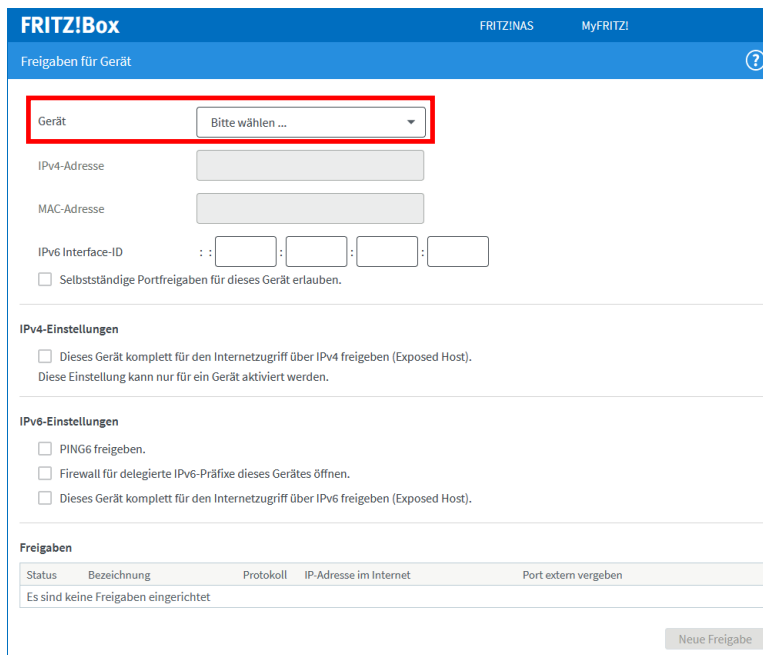 FRITZ!Box FRITZ!NAS MyFRITZ!
Freigaben für Gerät ?
Gerät Bitte wählen ...
IPv4-Adresse
MAC-Adresse
IPv6 Interface-ID : : : : :
Selbstständige Portfreigaben für dieses Gerät erlauben.
IPv4-Einstellungen
Dieses Gerät komplett für den Internetzugriff über IPv4 freigeben (Exposed Host).
Diese Einstellung kann nur für ein Gerät aktiviert werden.
IPv6-Einstellungen
PING6 freigeben.
Firewall für delegierte IPv6-Präfixe dieses Gerätes öffnen.
Dieses Gerät komplett für den Internetzugriff über IPv6 freigeben (Exposed Host).
Freigaben
Status Bezeichnung Protokoll IP-Adresse im Internet Port extern vergeben
Es sind keine Freigaben eingerichtet
Neue Freigabe